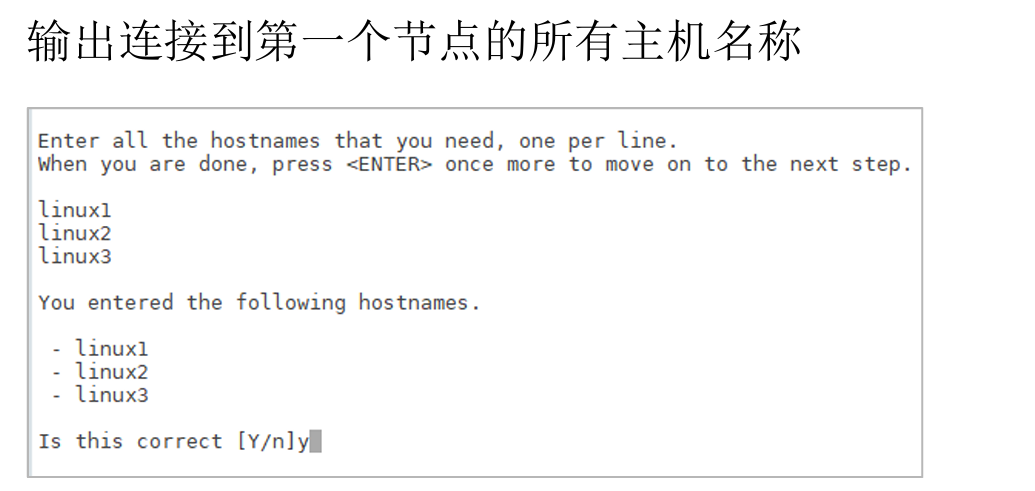 输出连接到第一个节点的所有主机名称
Enter all the hostnames that you need, one per line.
When you are done, press <ENTER> once more to move on to the next step.
linux1
linux2
linux3
You entered the following hostnames.
- linux1
- linux2
- linux3
Is this correct [Y/n]y